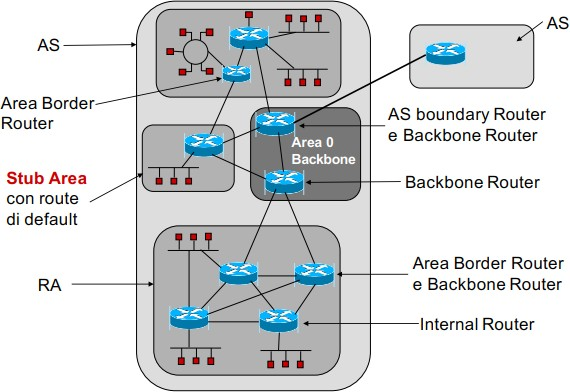 AS
AS
Area Border
Router
AS boundary Router
e Backbone Router
Area 0
Backbone
Stub Area
con route
di default
Backbone Router
Area Border Router
e Backbone Router
RA
Internal Router